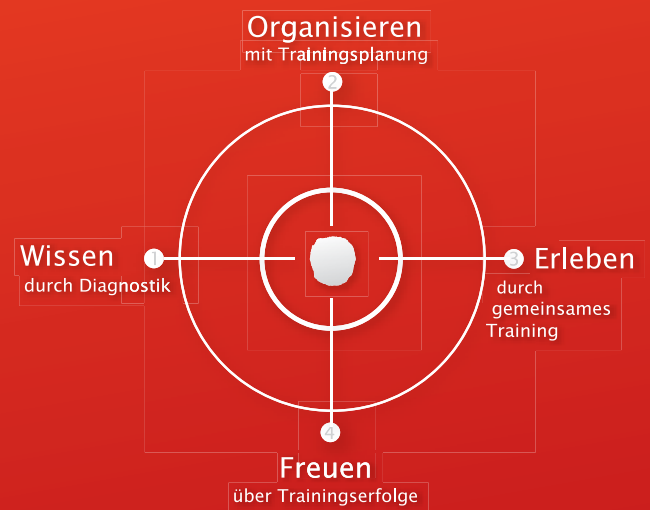 Organisieren
mit Trainingsplanung
2
Wissen
durch Diagnostik
1
3
Erleben
durch
gemeinsames
Training
4
Freuen
über Trainingserfolge